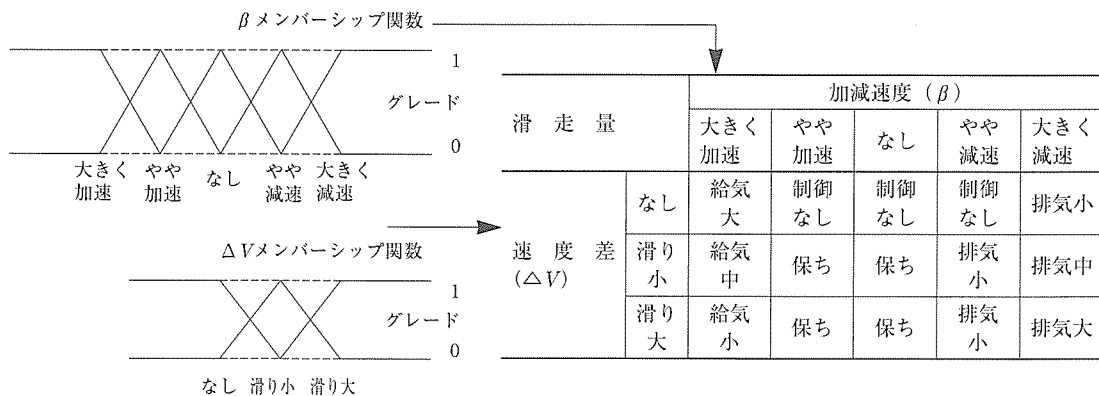 β メンバーシップ関数
1
グレード
0
大きく 加速
やや 加速
なし
やや 減速
大きく 減速
ΔVメンバーシップ関数
1
グレード
0
なし 滑り小 滑り大
滑 走 量
加減速度（β）
大きく 加速
やや 加速
なし
やや 減速
大きく 減速
速 度 差
(△V)
なし
給気 大
制御 なし
制御 なし
制御 なし
排気小
滑り 小
給気 中
保ち
保ち
排気 小
排気中
滑り 大
給気 小
保ち
保ち
排気 小
排気大